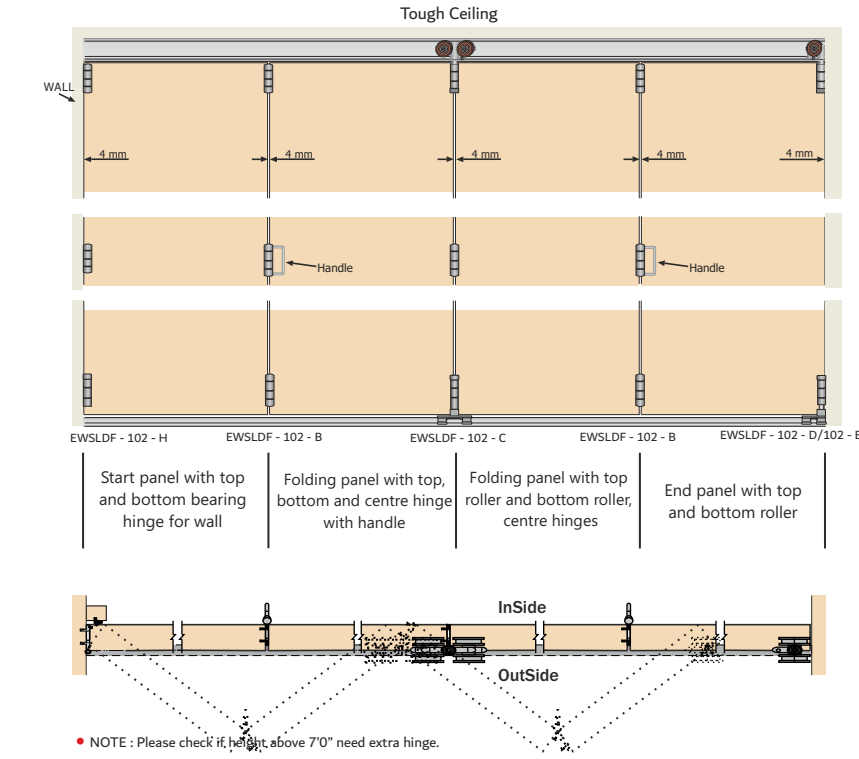 Tough Ceiling
WALL
4 mm
4 mm
4 mm
4 mm
4 mm
Handle
Handle
EWSLDF - 102 - H
EWSLDF - 102 - B
EWSLDF - 102 - C
EWSLDF - 102 - B
EWSLDF - 102 - D/102 - E
Start panel with top
and bottom bearing
hinge for wall
Folding panel with top,
bottom and centre hinge
with handle
Folding panel with top
roller and bottom roller,
centre hinges
End panel with top
and bottom roller
InSide
OutSide
• NOTE : Please check if height above 7'0" need extra hinge.